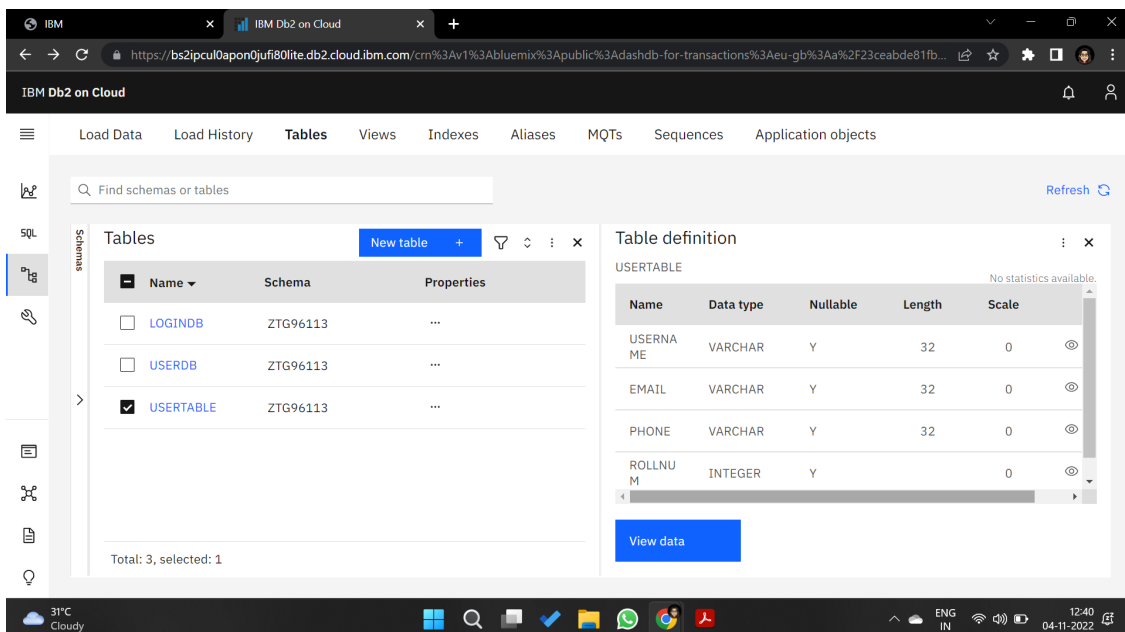 IBM
IBM Db2 on Cloud
https://bs2ipcul0apon0jufi80lite.db2.cloud.ibm.com/crn%3Av1%3Abluemix%3Apublic%3Adashdb-for-transactions%3Aeu-gb%3Aa%2F23ceabde81fb...
IBM Db2 on Cloud
Load Data Load History Tables Views Indexes Aliases MQTs Sequences Application objects
Find schemas or tables
Refresh
SQL
Schemas
Tables
New table +
Name Schema Properties
LOGINDB ZTG96113 ...
USERDB ZTG96113 ...
USERTABLE ZTG96113 ...
Total: 3, selected: 1
Table definition
USERTABLE
No statistics available.
Name Data type Nullable Length Scale
USERNA
ME VARCHAR Y 32 0
EMAIL VARCHAR Y 32 0
PHONE VARCHAR Y 32 0
ROLLNU
M INTEGER Y 0
View data
31°C
Cloudy
ENG
IN
12:40
04-11-2022